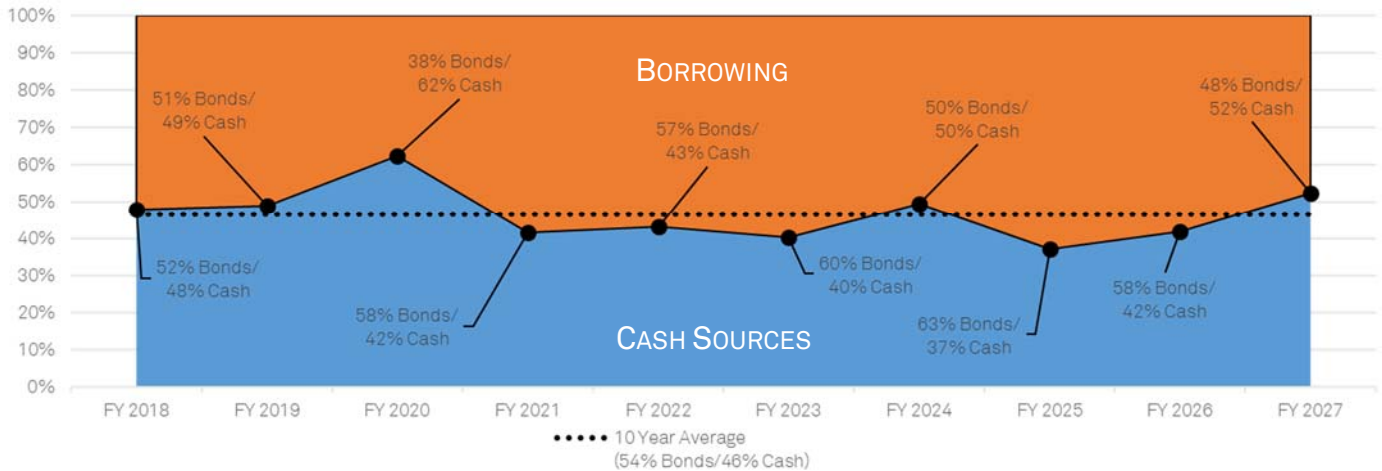 100%
90%
80%
70%
60%
50%
40%
30%
20%
10%
0%
BORROWING
CASH SOURCES
52% Bonds/
48% Cash
51% Bonds/
49% Cash
38% Bonds/
62% Cash
58% Bonds/
42% Cash
57% Bonds/
43% Cash
60% Bonds/
40% Cash
50% Bonds/
50% Cash
63% Bonds/
37% Cash
58% Bonds/
42% Cash
48% Bonds/
52% Cash
FY 2018
FY 2019
FY 2020
FY 2021
FY 2022
FY 2023
FY 2024
FY 2025
FY 2026
FY 2027
10 Year Average
(54% Bonds/46% Cash)